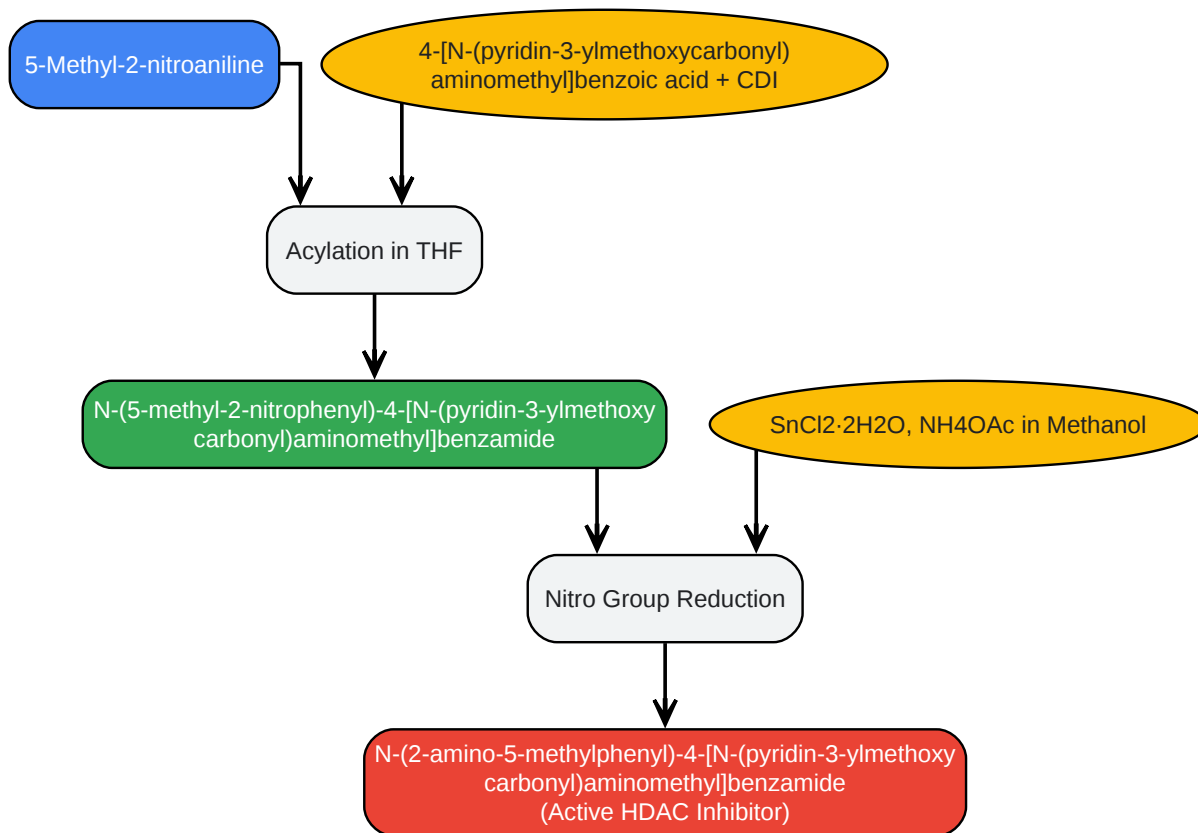 5-Methyl-2-nitroaniline
4-[N-(pyridin-3-ylmethoxycarbonyl)
aminomethyl]benzoic acid + CDI
Acylation in THF
N-(5-methyl-2-nitrophenyl)-4-[N-(pyridin-3-ylmethoxy
carbonyl)aminomethyl]benzamide
SnCl2·2H2O, NH4OAc in Methanol
Nitro Group Reduction
N-(2-amino-5-methylphenyl)-4-[N-(pyridin-3-ylmethoxy
carbonyl)aminomethyl]benzamide
(Active HDAC Inhibitor)